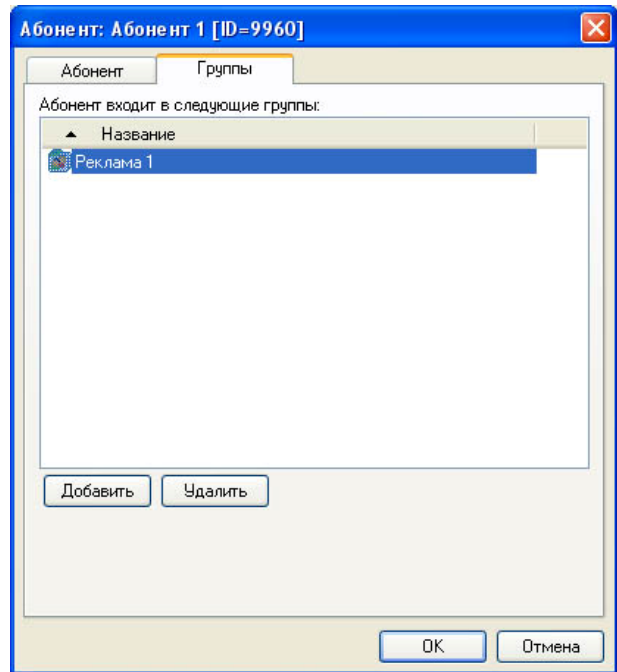 Абонент: Абонент 1 [ID=9960]
Абонент Группы
Абонент входит в следующие группы:
Название
Реклама 1
Добавить Удалить
OK Отмена